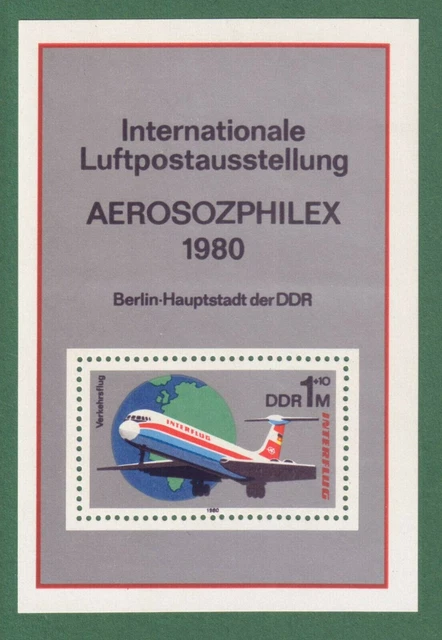 Internationale
Luftpostausstellung
AEROSOZPHILEX
1980
Berlin·Hauptstadt der DDR
Verkehrsflug
DDR 1+10 M
INTERFLUG
INTERFLUG
1980